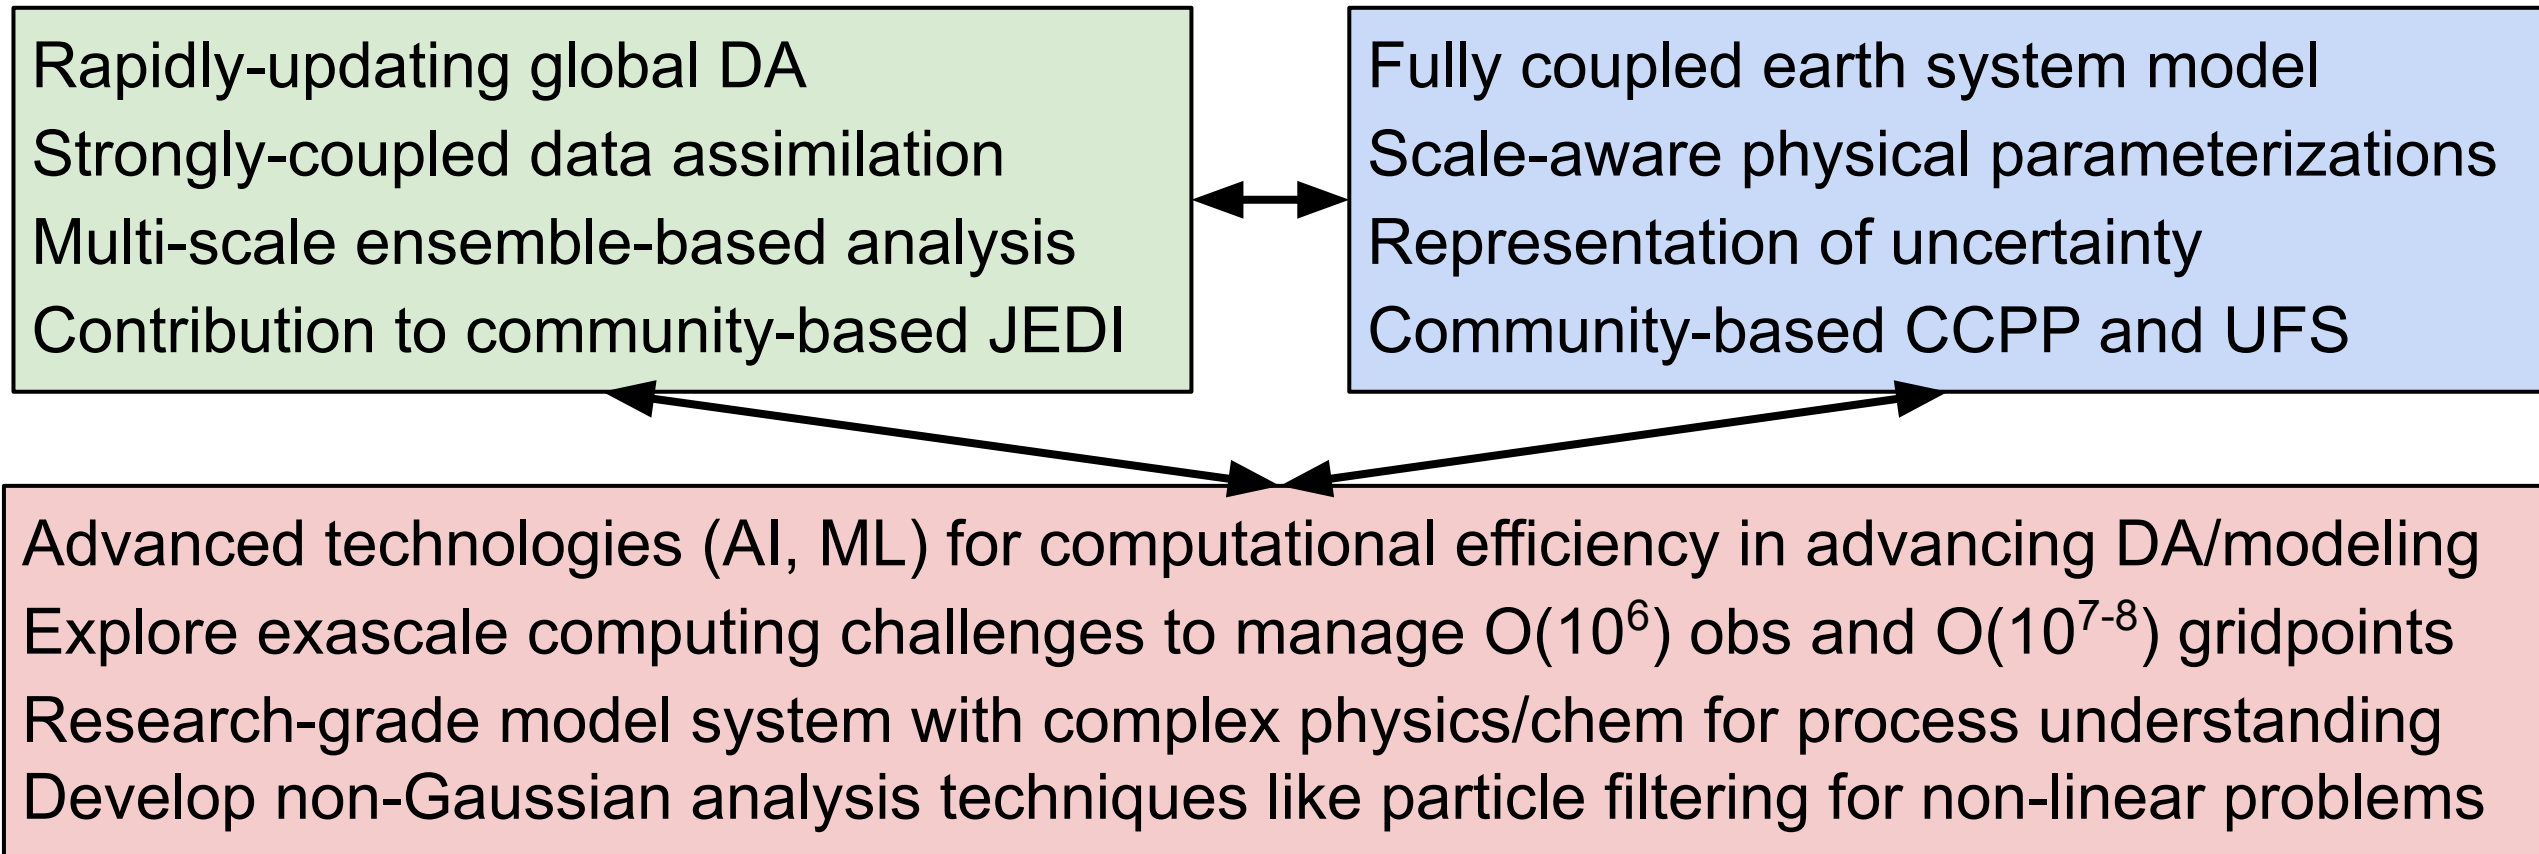 Rapidly-updating global DA
Strongly-coupled data assimilation
Multi-scale ensemble-based analysis
Contribution to community-based JEDI
Fully coupled earth system model
Scale-aware physical parameterizations
Representation of uncertainty
Community-based CCPP and UFS
Advanced technologies (AI, ML) for computational efficiency in advancing DA/modeling
Explore exascale computing challenges to manage O(10⁶) obs and O(10⁷⁻⁸) gridpoints
Research-grade model system with complex physics/chem for process understanding
Develop non-Gaussian analysis techniques like particle filtering for non-linear problems